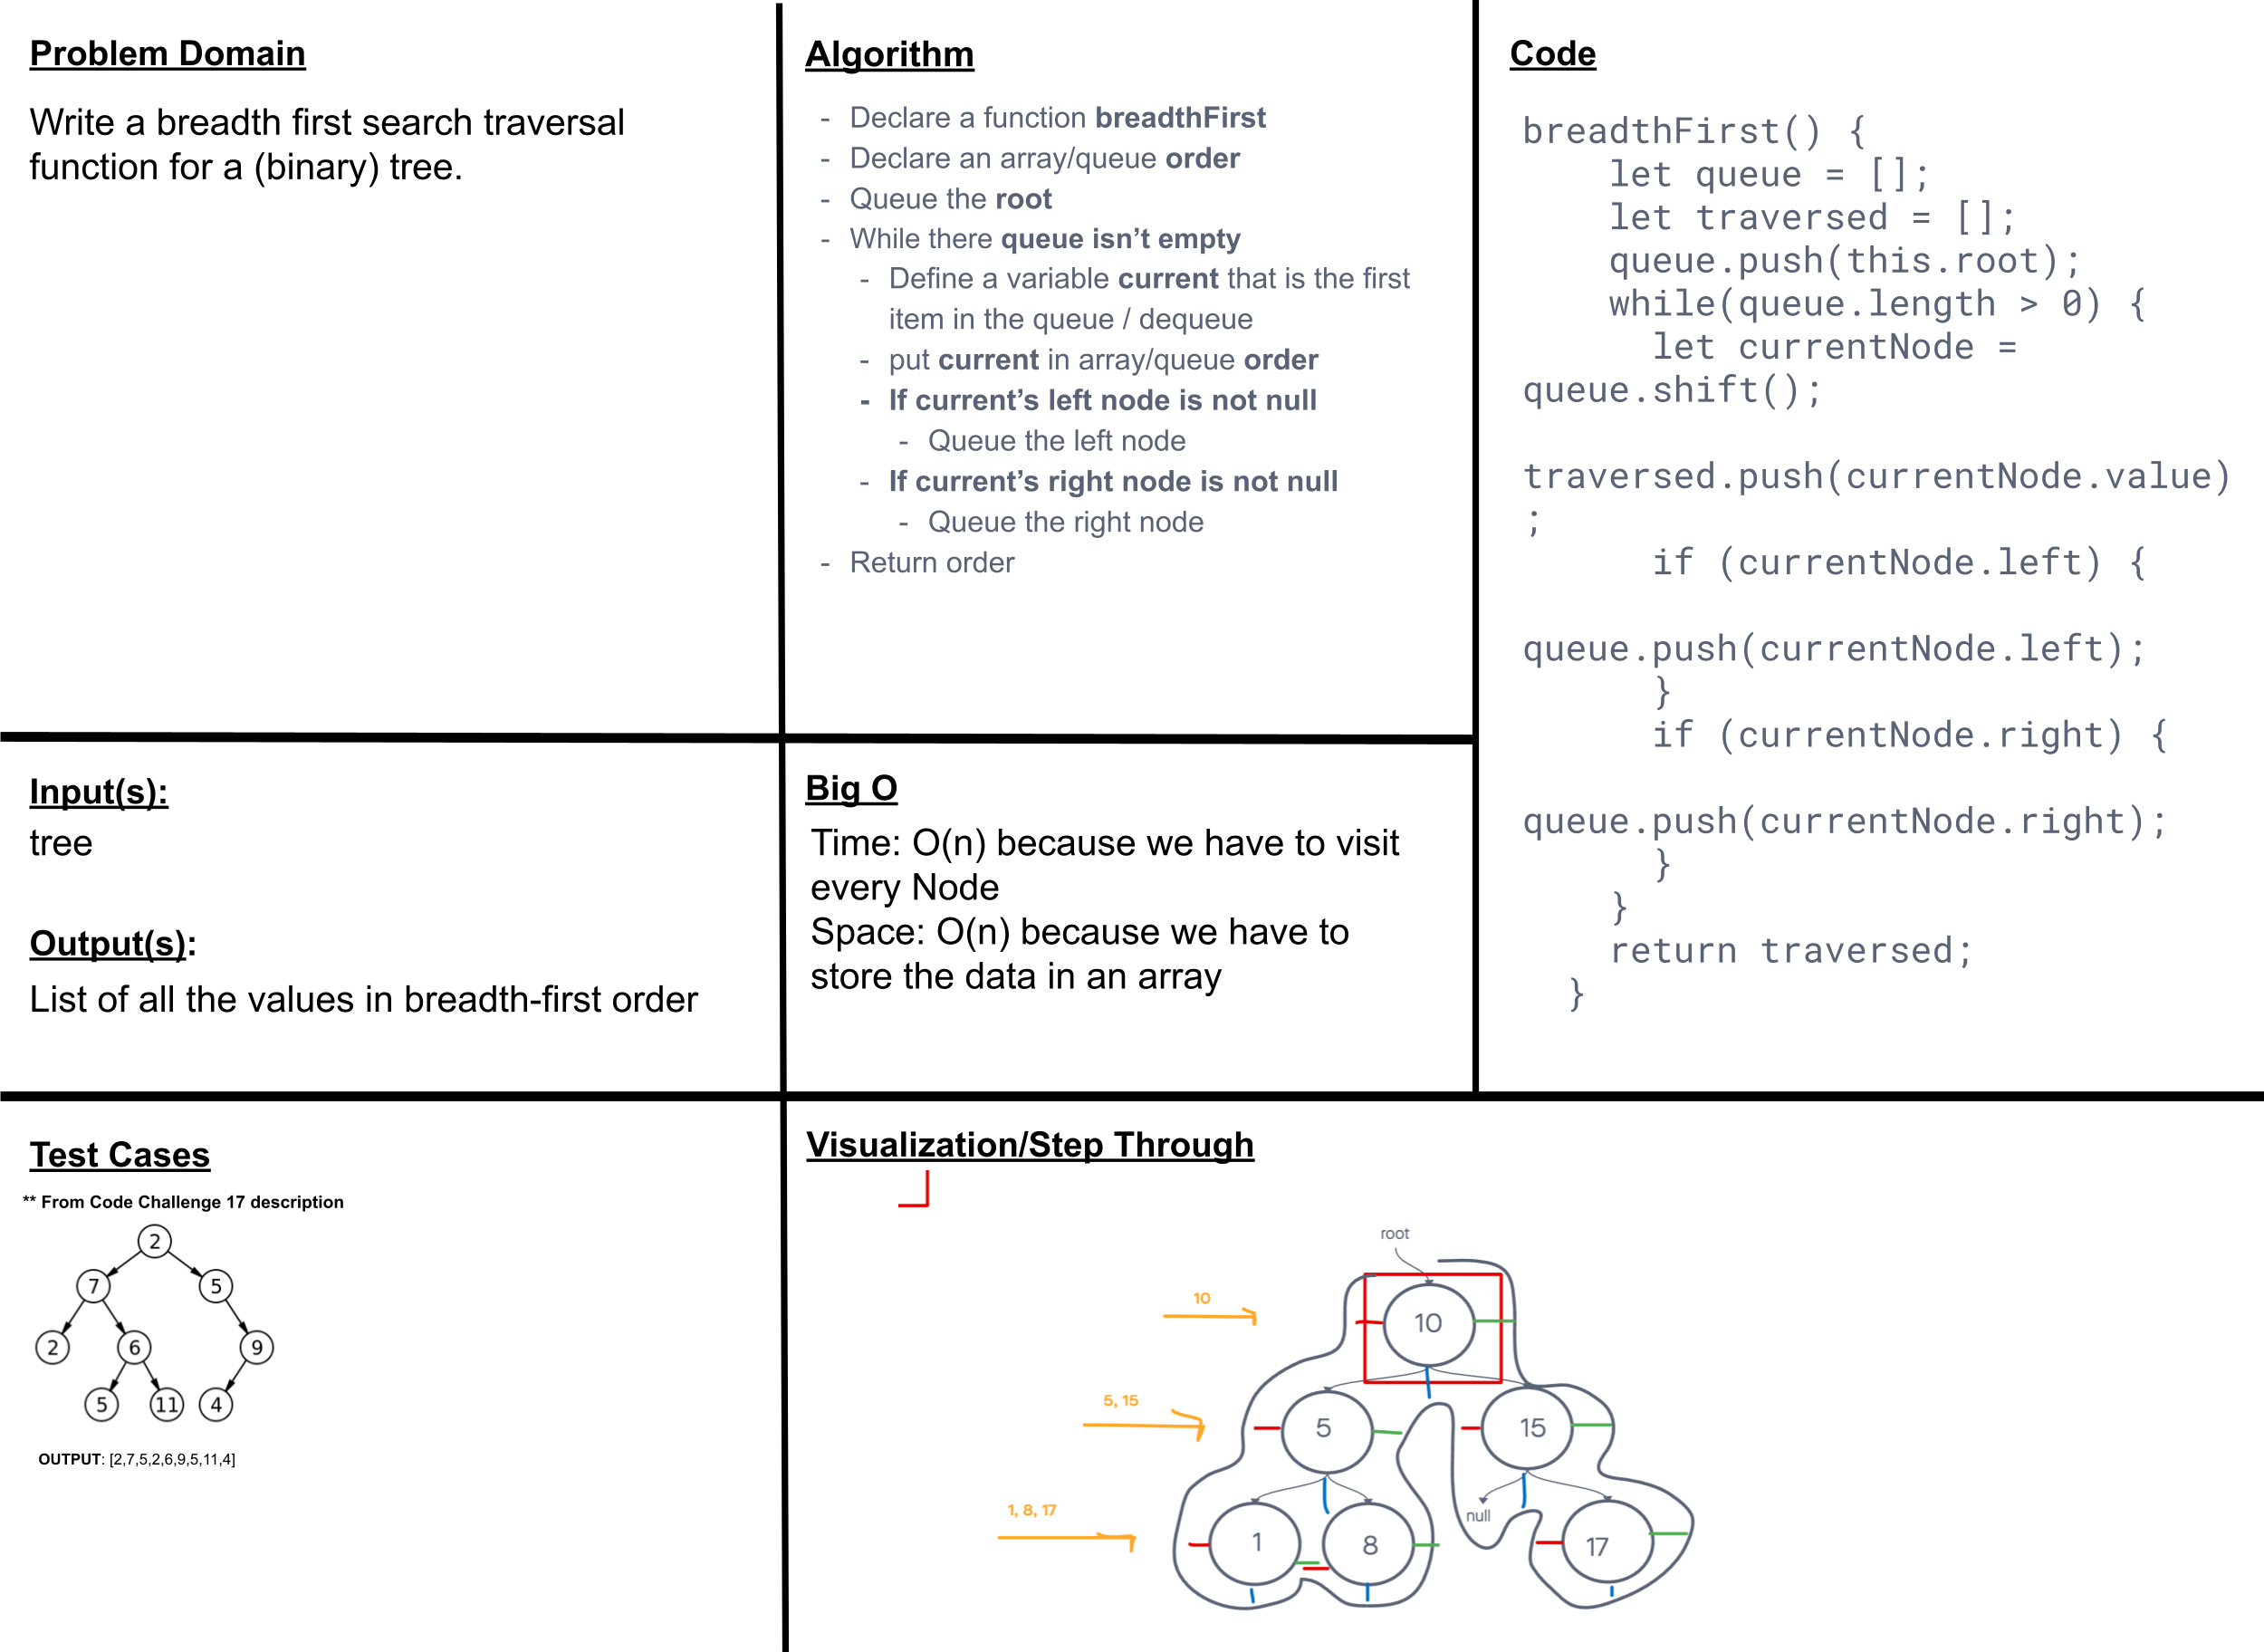 Problem Domain
Write a breadth first search traversal
function for a (binary) tree.
Input(s):
tree
Output(s):
List of all the values in breadth-first order
Test Cases
** From Code Challenge 17 description
2
7
5
2
6
9
5
11
4
OUTPUT: [2,7,5,2,6,9,5,11,4]
Algorithm
- Declare a function breadthFirst
- Declare an array/queue order
- Queue the root
- While there queue isn’t empty
- Define a variable current that is the first
item in the queue / dequeue
- put current in array/queue order
- If current’s left node is not null
- Queue the left node
- If current’s right node is not null
- Queue the right node
- Return order
Big O
Time: O(n) because we have to visit
every Node
Space: O(n) because we have to
store the data in an array
Code
breadthFirst() {
let queue = [];
let traversed = [];
queue.push(this.root);
while(queue.length > 0) {
let currentNode =
queue.shift();
traversed.push(currentNode.value)
;
if (currentNode.left) {
queue.push(currentNode.left);
}
if (currentNode.right) {
queue.push(currentNode.right);
}
}
return traversed;
}
Visualization/Step Through
root
10
10
5, 15
5
15
1, 8, 17
null
1
8
17